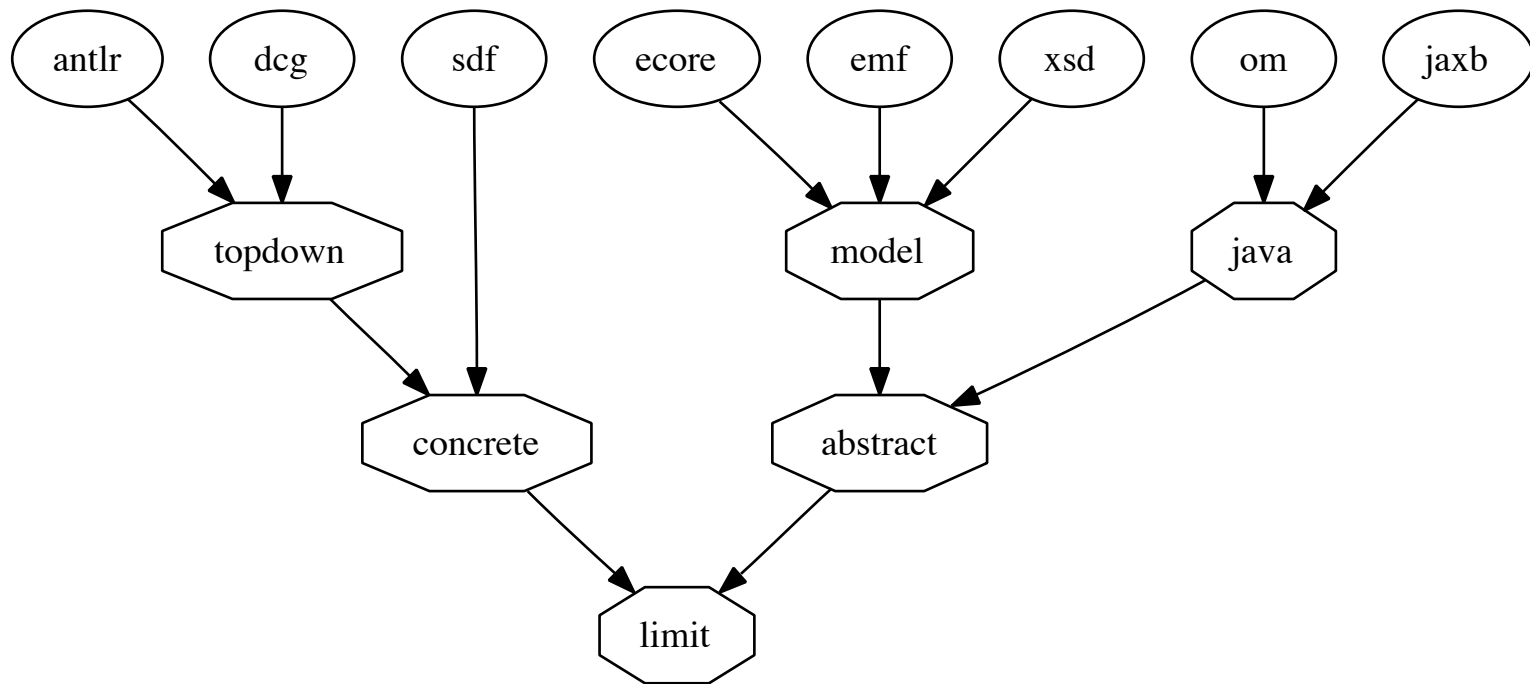 antlr
dcg
sdf
ecore
emf
xsd
om
jaxb
topdown
model
java
concrete
abstract
limit